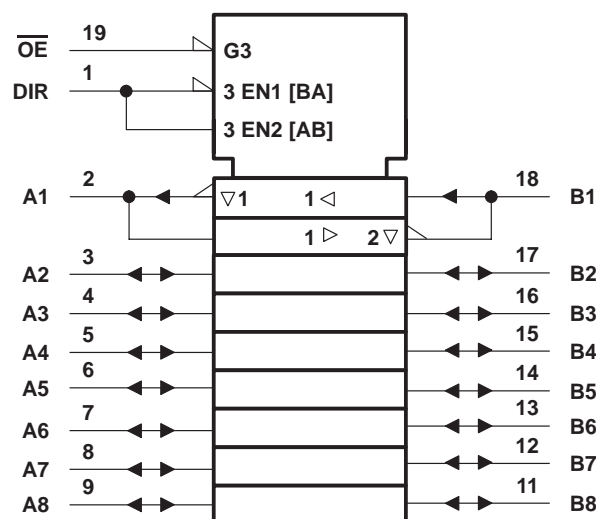 19
OE G3
1
DIR 3 EN1 [BA]
3 EN2 [AB]
2 18
A1 ▽1 1 ◁ B1
1 ▷ 2 ▽
3 17
A2 B2
4 16
A3 B3
5 15
A4 B4
6 14
A5 B5
7 13
A6 B6
8 12
A7 B7
9 11
A8 B8